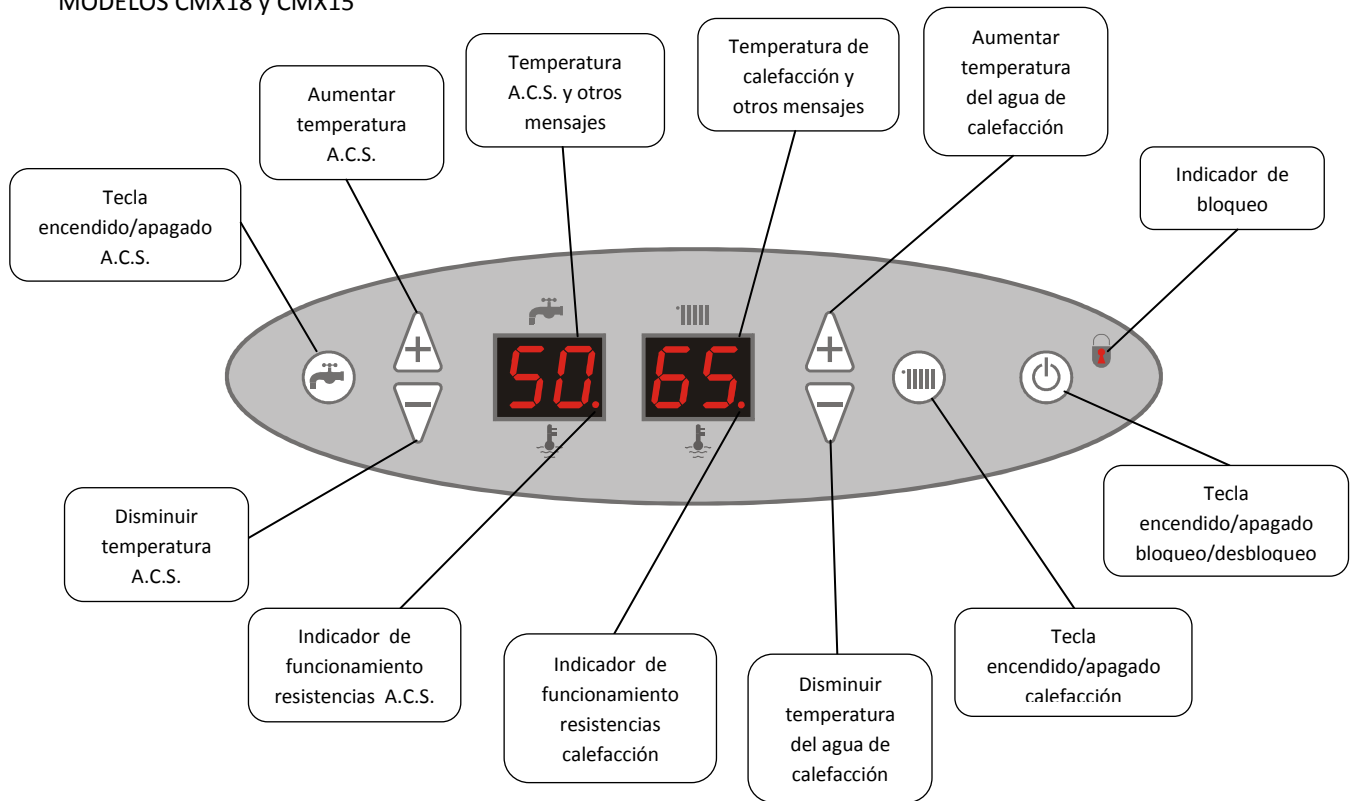 MODELOS CMX18 y CMX15
Tecla
encendido/apagado
A.C.S.
Aumentar
temperatura
A.C.S.
Temperatura
A.C.S. y otros
mensajes
Temperatura de
calefacción y
otros mensajes
Aumentar
temperatura
del agua de
calefacción
Indicador de
bloqueo
50.
65.
Disminuir
temperatura
A.C.S.
Indicador de
funcionamiento
resistencias A.C.S.
Indicador de
funcionamiento
resistencias
calefacción
Disminuir
temperatura
del agua de
calefacción
Tecla
encendido/apagado
calefacción
Tecla
encendido/apagado
bloqueo/desbloqueo